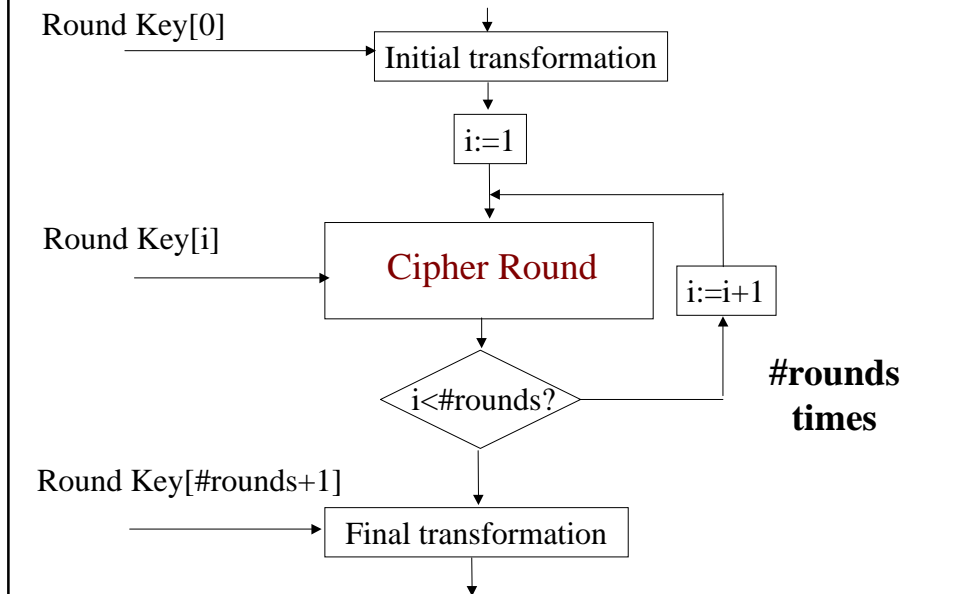 Round Key[0]
Initial transformation
i:=1
Round Key[i]
Cipher Round
i:=i+1
i<#rounds?
#rounds
times
Round Key[#rounds+1]
Final transformation